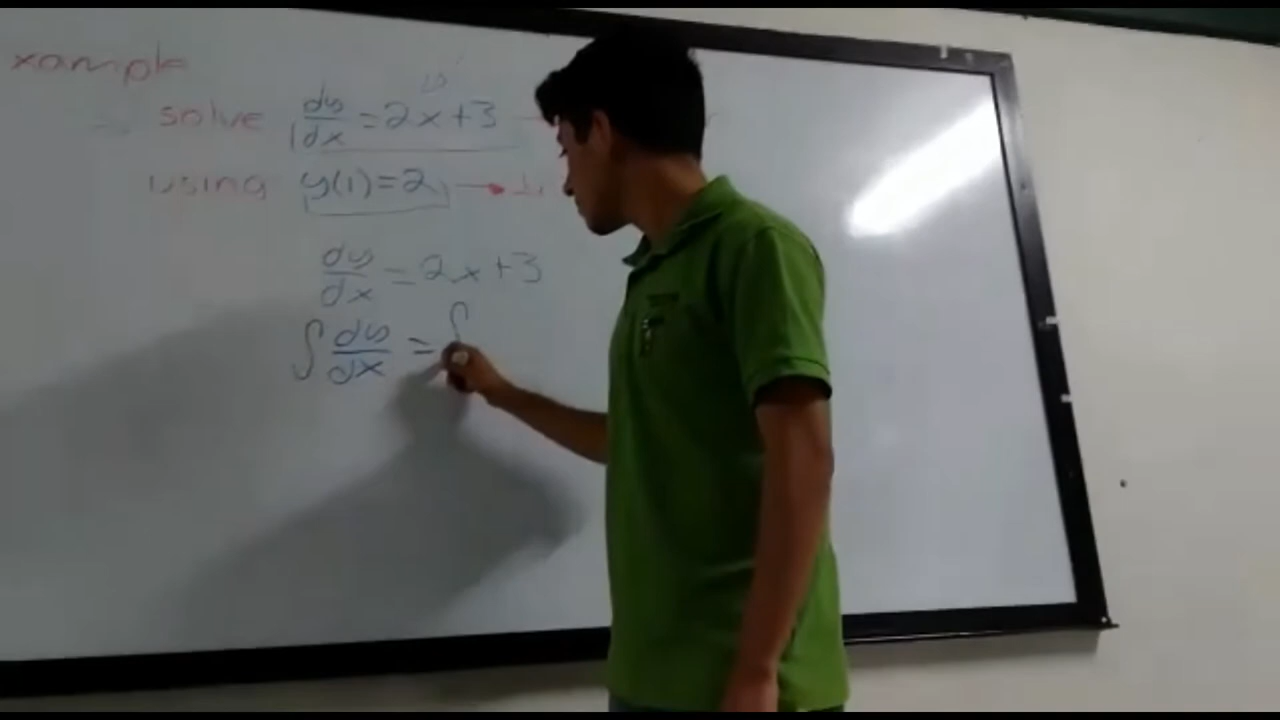 xample
solve dy/dx = 2x + 3
using y(1) = 2
dy/dx = 2x + 3
∫ dy/dx = ∫